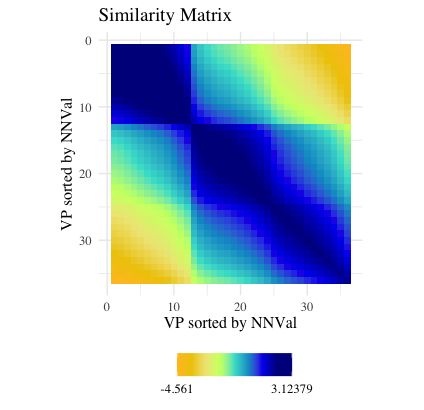 Similarity Matrix
VP sorted by NNVal
0
10
20
30
0 10 20 30
VP sorted by NNVal
-4.561 3.12379